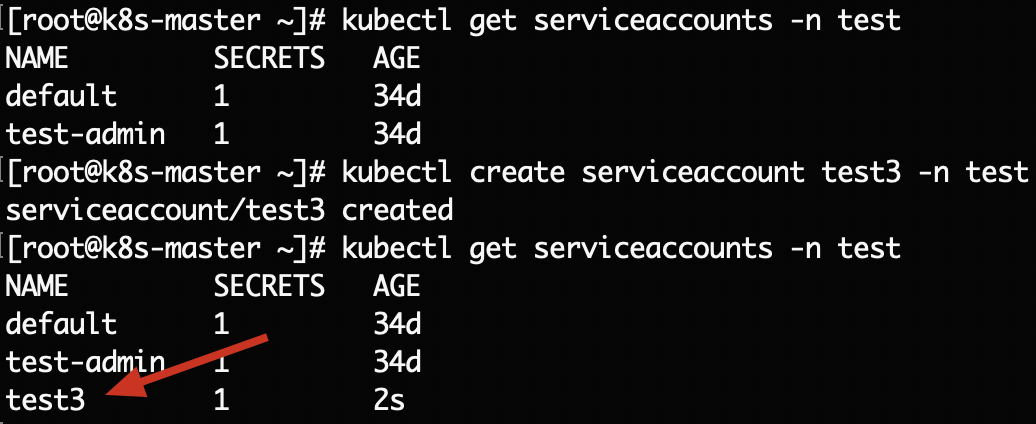 [root@k8s-master ~]# kubectl get serviceaccounts -n test
NAME SECRETS AGE
default 1 34d
test-admin 1 34d
[root@k8s-master ~]# kubectl create serviceaccount test3 -n test
serviceaccount/test3 created
[root@k8s-master ~]# kubectl get serviceaccounts -n test
NAME SECRETS AGE
default 1 34d
test-admin 1 34d
test3 1 2s